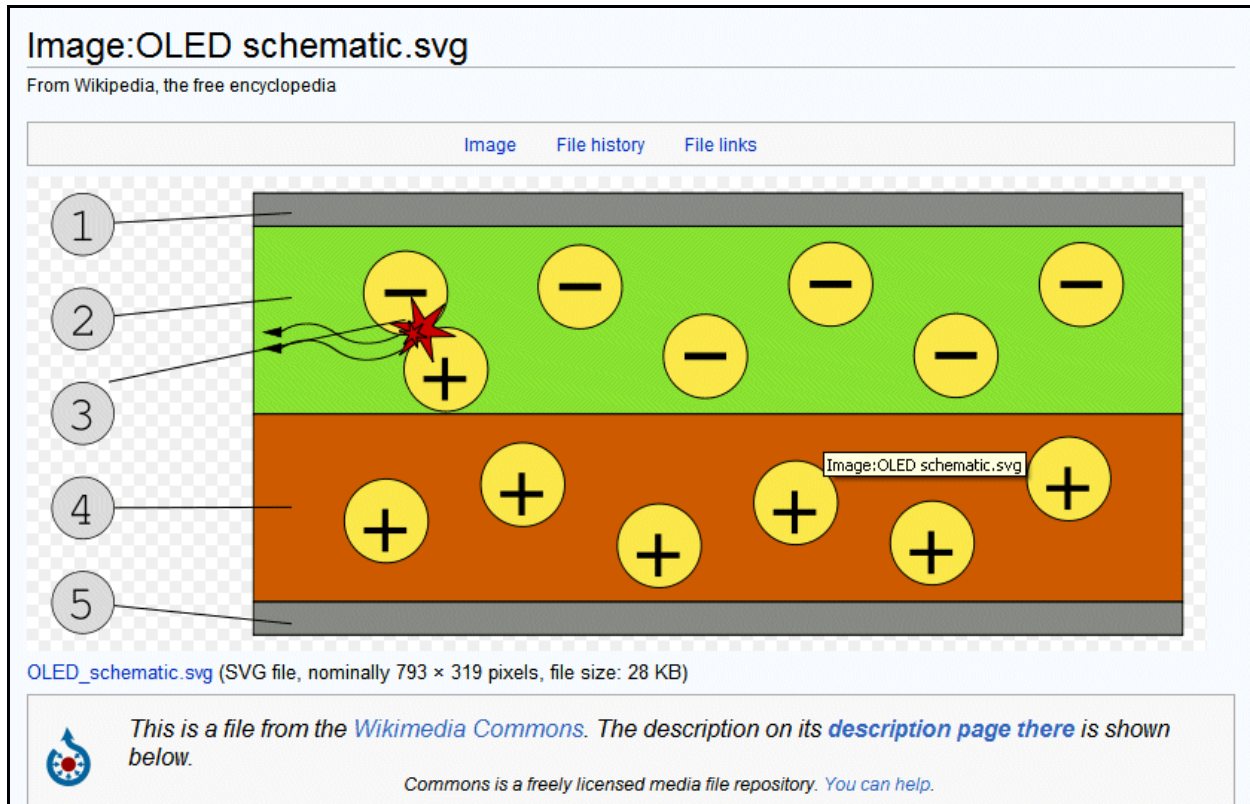 Image:OLED schematic.svg
From Wikipedia, the free encyclopedia
Image File history File links
1
2
3
4
5
− − − −
− −
+
+ + + +
+ +
Image:OLED schematic.svg
OLED_schematic.svg (SVG file, nominally 793 × 319 pixels, file size: 28 KB)
This is a file from the Wikimedia Commons. The description on its description page there is shown
below.
Commons is a freely licensed media file repository. You can help.